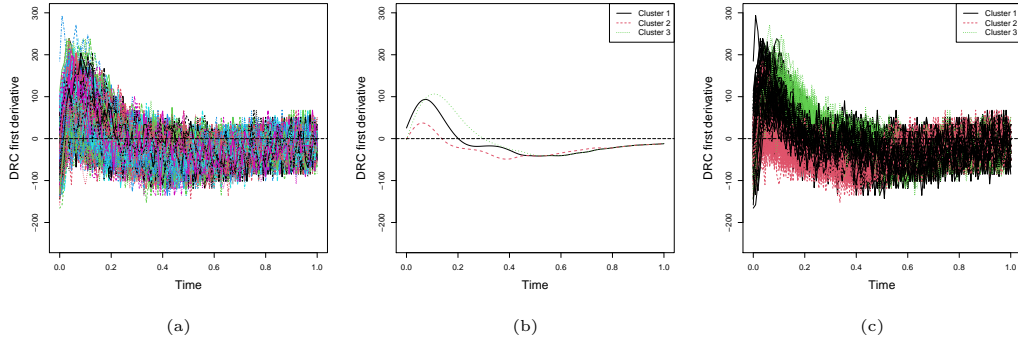 DRC first derivative
300
200
100
0
−100
−200
0.0 0.2 0.4 0.6 0.8 1.0
Time
(a)
DRC first derivative
300
200
100
0
−100
−200
Cluster 1
Cluster 2
Cluster 3
0.0 0.2 0.4 0.6 0.8 1.0
Time
(b)
DRC first derivative
300
200
100
0
−100
−200
Cluster 1
Cluster 2
Cluster 3
0.0 0.2 0.4 0.6 0.8 1.0
Time
(c)